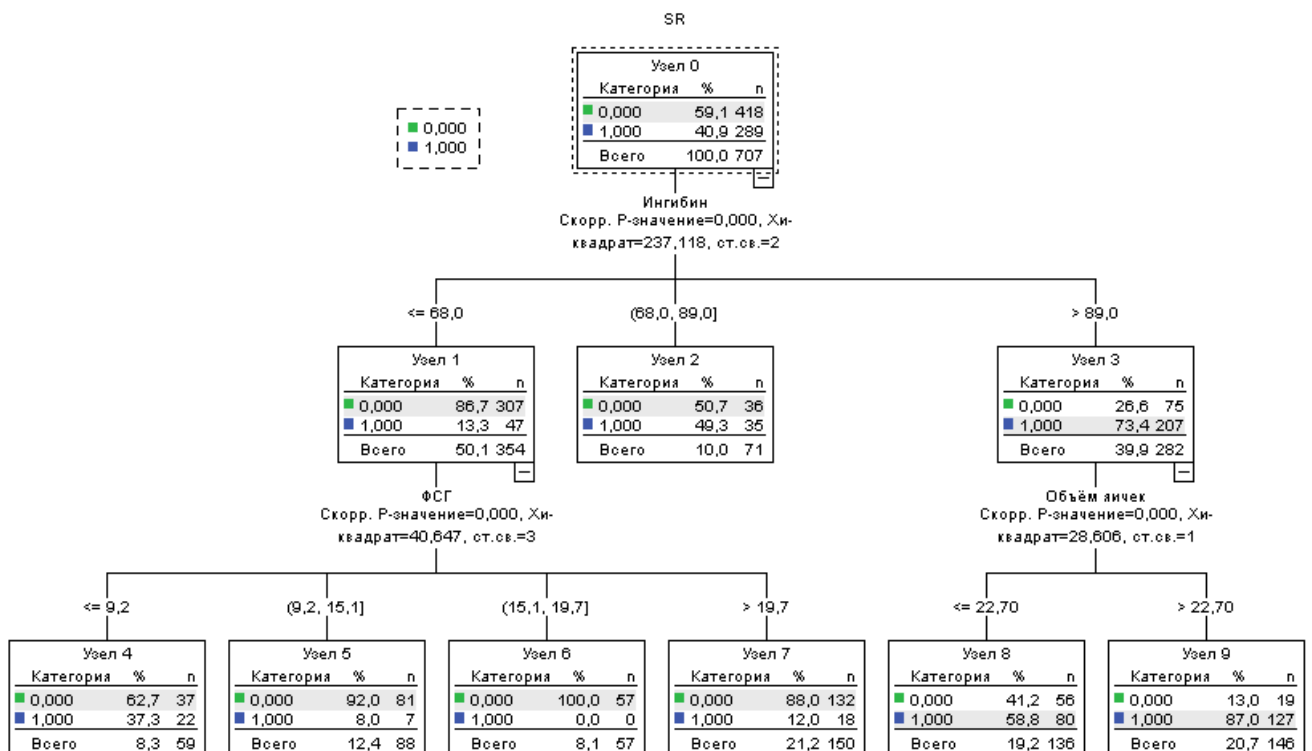 SR
Узел 0
Категория % n
0,000 59,1 418
1,000 40,9 289
Всего 100,0 707
0,000
1,000
Ингибин
Скорр. P-значение=0,000, Хи-
квадрат=237,118, ст.св.=2
<= 68,0
(68,0, 89,0]
> 89,0
Узел 1
Категория % n
0,000 86,7 307
1,000 13,3 47
Всего 50,1 354
Узел 2
Категория % n
0,000 50,7 36
1,000 49,3 35
Всего 10,0 71
Узел 3
Категория % n
0,000 26,6 75
1,000 73,4 207
Всего 39,9 282
ФСГ
Скорр. P-значение=0,000, Хи-
квадрат=40,647, ст.св.=3
Объём яичек
Скорр. P-значение=0,000, Хи-
квадрат=28,606, ст.св.=1
<= 9,2
(9,2, 15,1]
(15,1, 19,7]
> 19,7
<= 22,70
> 22,70
Узел 4
Категория % n
0,000 62,7 37
1,000 37,3 22
Всего 8,3 59
Узел 5
Категория % n
0,000 92,0 81
1,000 8,0 7
Всего 12,4 88
Узел 6
Категория % n
0,000 100,0 57
1,000 0,0 0
Всего 8,1 57
Узел 7
Категория % n
0,000 88,0 132
1,000 12,0 18
Всего 21,2 150
Узел 8
Категория % n
0,000 41,2 56
1,000 58,8 80
Всего 19,2 136
Узел 9
Категория % n
0,000 13,0 19
1,000 87,0 127
Всего 20,7 146